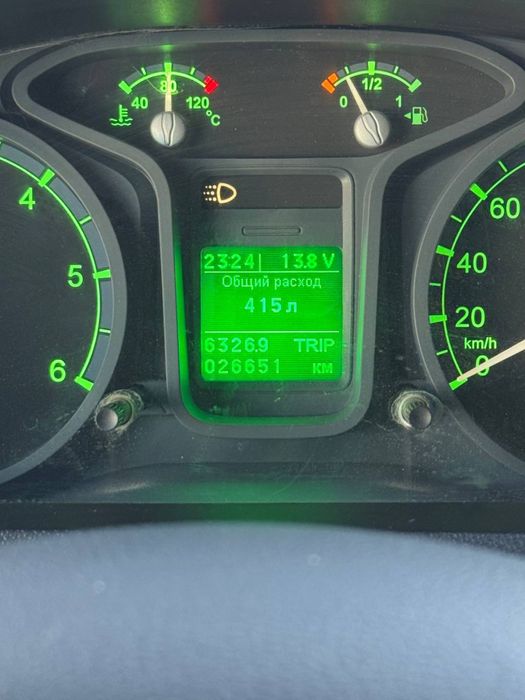 40 80 120 °C
0 1/2 1
4
5
6
23:24 13.8 V
Общий расход
415 л
6326.9 TRIP
026651 км
60
40
20
km/h
0